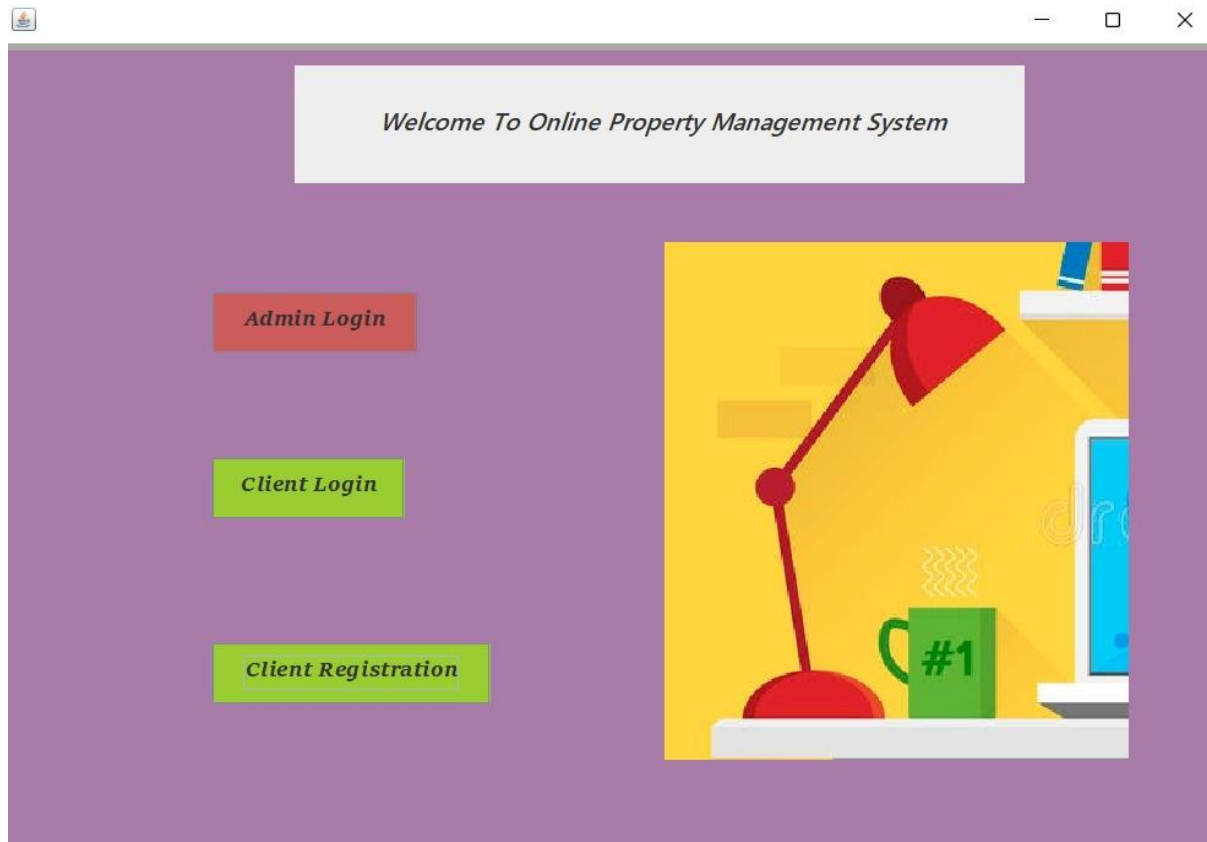 Welcome To Online Property Management System
Admin Login
Client Login
Client Registration
#1